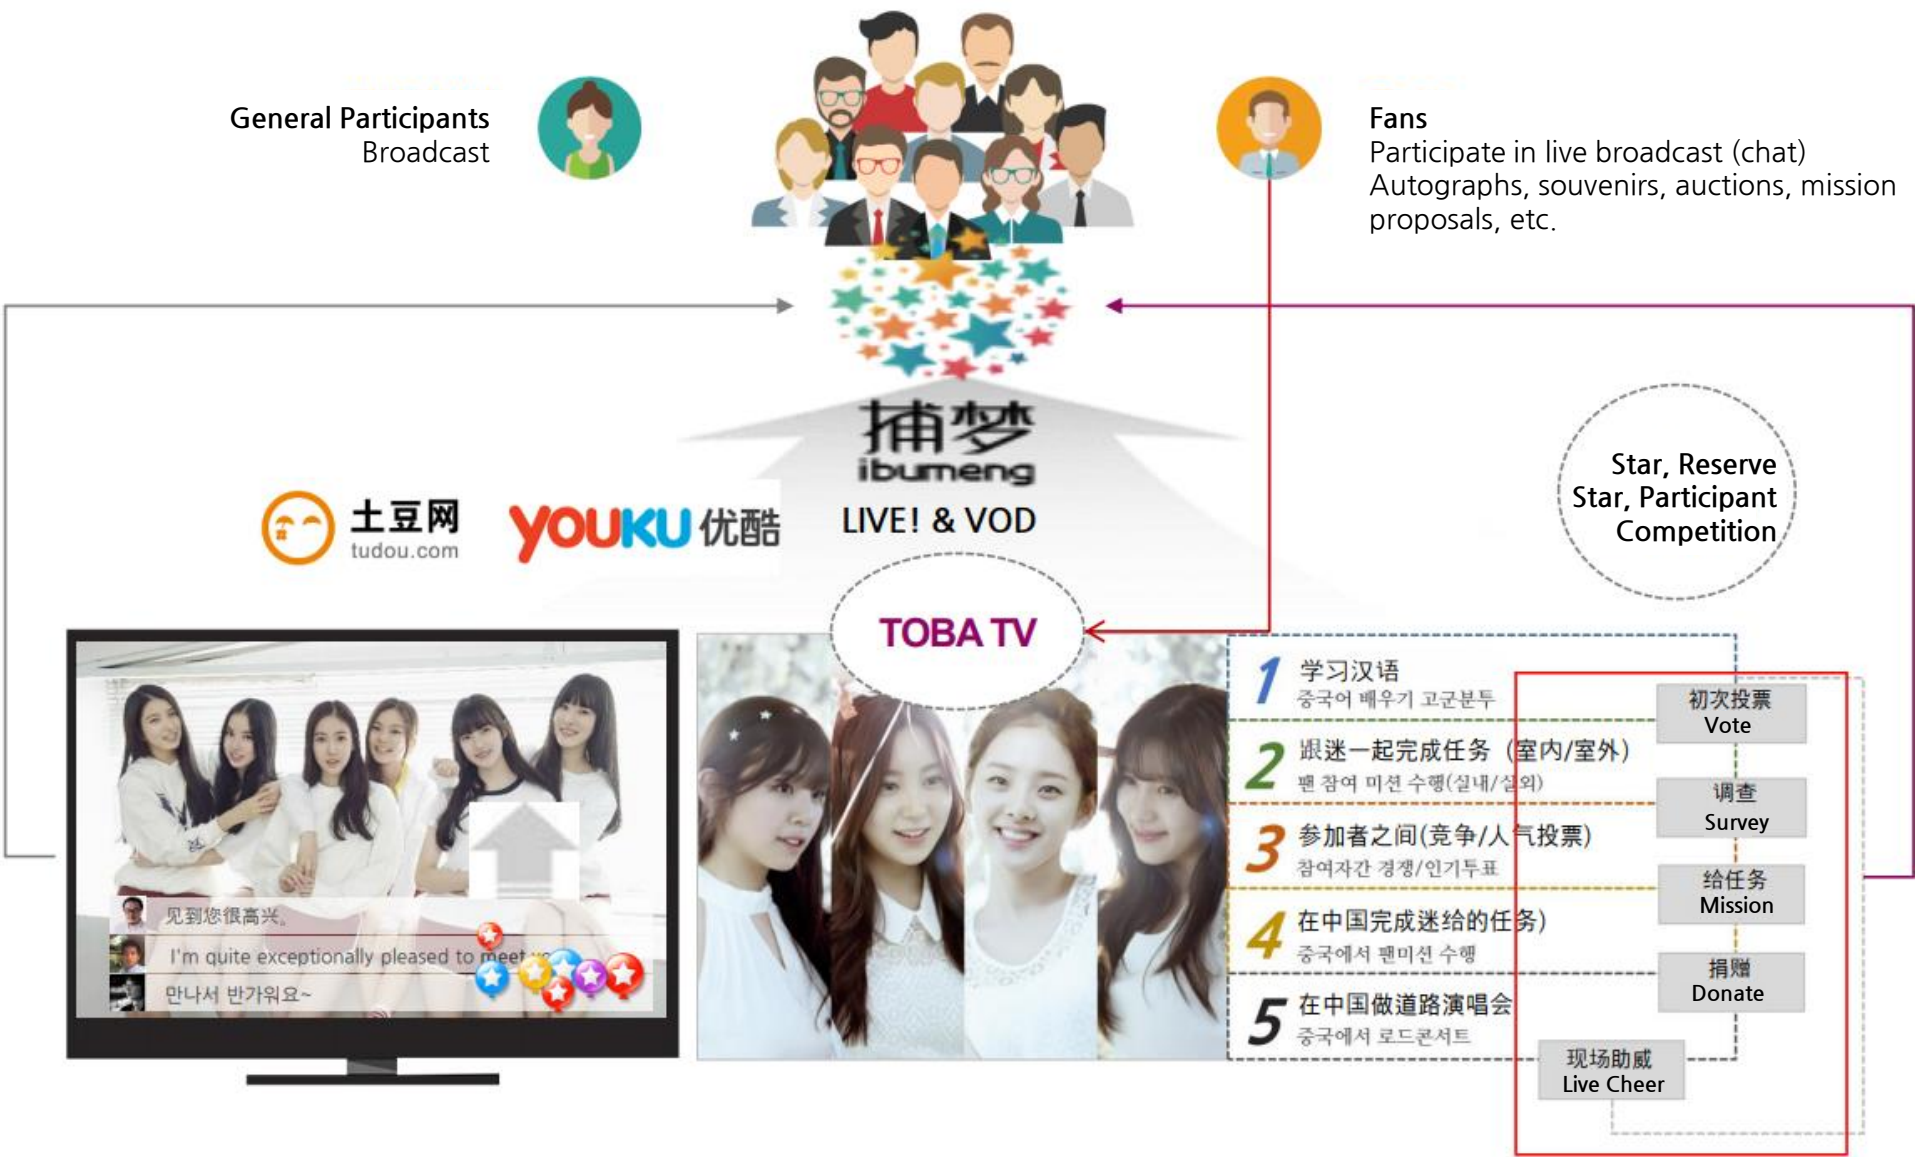 General Participants
Broadcast
Fans
Participate in live broadcast (chat)
Autographs, souvenirs, auctions, mission
proposals, etc.
捕梦
ibumeng
LIVE! & VOD
土豆网
tudou.com
YOUKU 优酷
Star, Reserve
Star, Participant
Competition
TOBA TV
见到您很高兴。
I'm quite exceptionally pleased to meet
만나서 반가워요~
1 学习汉语
중국어 배우기 고군분투
2 跟迷一起完成任务（室内/室外）
팬 참여 미션 수행(실내/실외)
3 参加者之间(竞争/人气投票)
참여자간 경쟁/인기투표
4 在中国完成迷给的任务)
중국에서 팬미션 수행
5 在中国做道路演唱会
중국에서 로드콘서트
初次投票
Vote
调查
Survey
给任务
Mission
捐赠
Donate
现场助威
Live Cheer